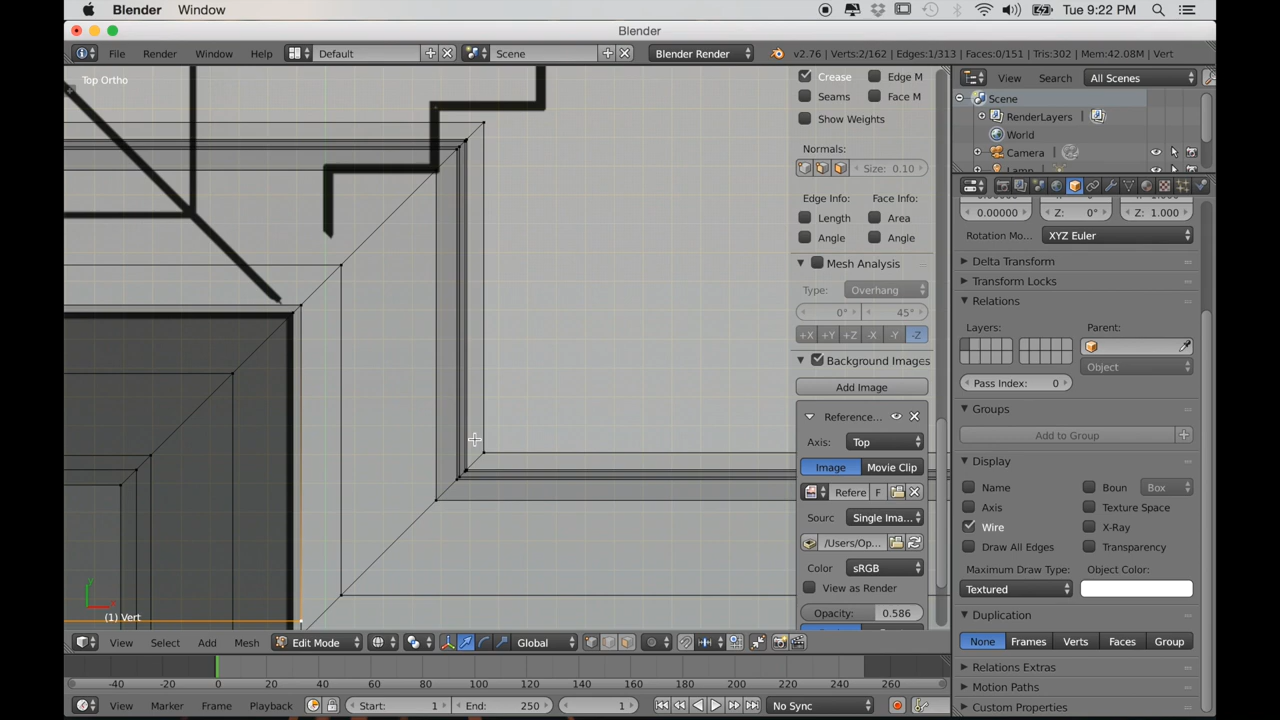 Blender Window Tue 9:22 PM
Blender
File Render Window Help Default Scene Blender Render v2.76 | Verts:2/162 | Edges:1/313 | Faces:0/151 | Tris:302 | Mem:42.08M | Vert
Top Ortho
(1) Vert
View Select Add Mesh Edit Mode Global
Crease Edge M
Seams Face M
Show Weights
Normals:
Size: 0.10
Edge Info: Face Info:
Length Area
Angle Angle
Mesh Analysis
Type: Overhang
0° 45°
+X +Y +Z -X -Y -Z
Background Images
Add Image
Reference...
Axis: Top
Image Movie Clip
Refere F
Sourc Single Ima...
/Users/Op...
Color sRGB
View as Render
Opacity: 0.586
View Search All Scenes
Scene
RenderLayers
World
Camera
0.00000 Z: 0° Z: 1.000
Rotation Mo... XYZ Euler
Delta Transform
Transform Locks
Relations
Layers: Parent:
Object
Pass Index: 0
Groups
Add to Group
Display
Name Boun Box
Axis Texture Space
Wire X-Ray
Draw All Edges Transparency
Maximum Draw Type: Object Color:
Textured
Duplication
None Frames Verts Faces Group
Relations Extras
Motion Paths
Custom Properties
-40 -20 0 20 40 60 80 100 120 140 160 180 200 220 240 260
View Marker Frame Playback Start: 1 End: 250 1 No Sync